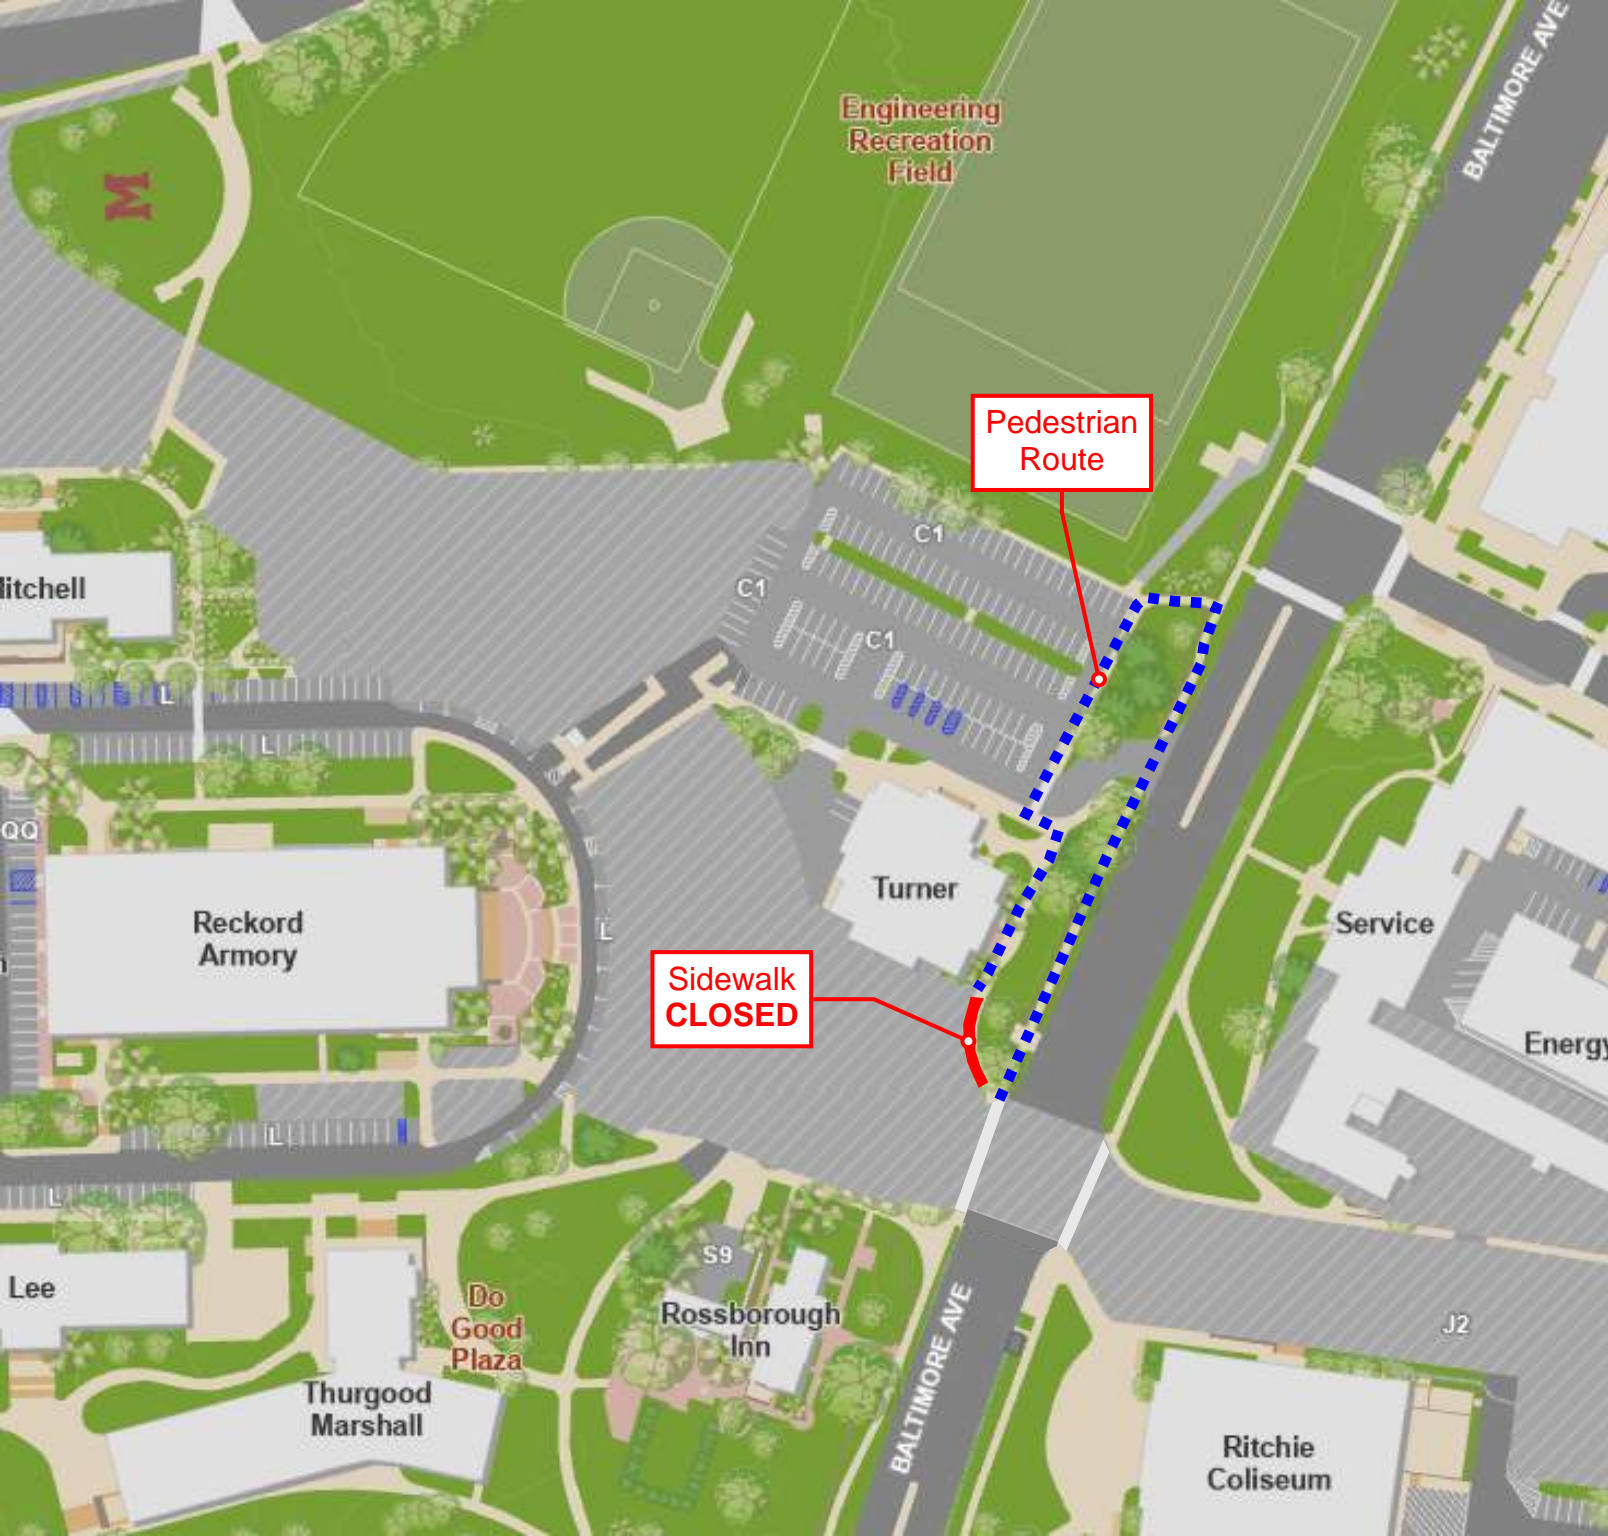 BALTIMORE AVE
Engineering
Recreation
Field
M
Pedestrian
Route
C1
C1
C1
itchell
L
L
QQ
Turner
Reckord
Armory
L
Service
Sidewalk
CLOSED
Energy
L
L
Lee
S9
Do
Good
Plaza
Rossborough
Inn
J2
BALTIMORE AVE
Thurgood
Marshall
Ritchie
Coliseum